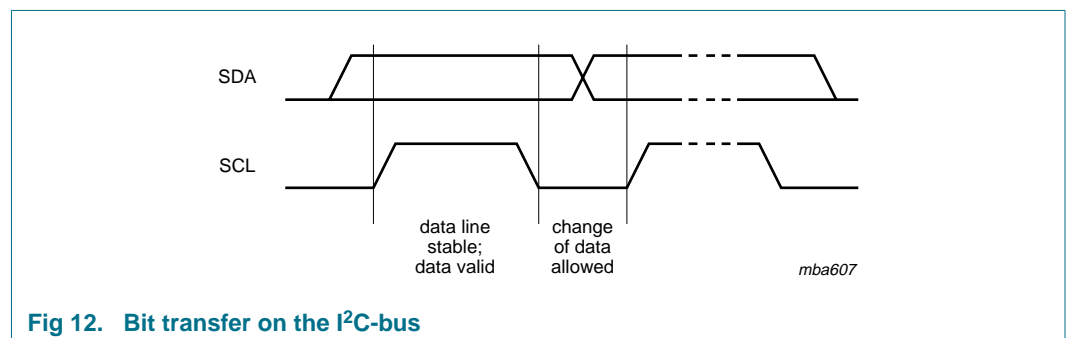 SDA
SCL
data line
stable;
data valid
change
of data
allowed
mba607
Fig 12. Bit transfer on the I²C-bus